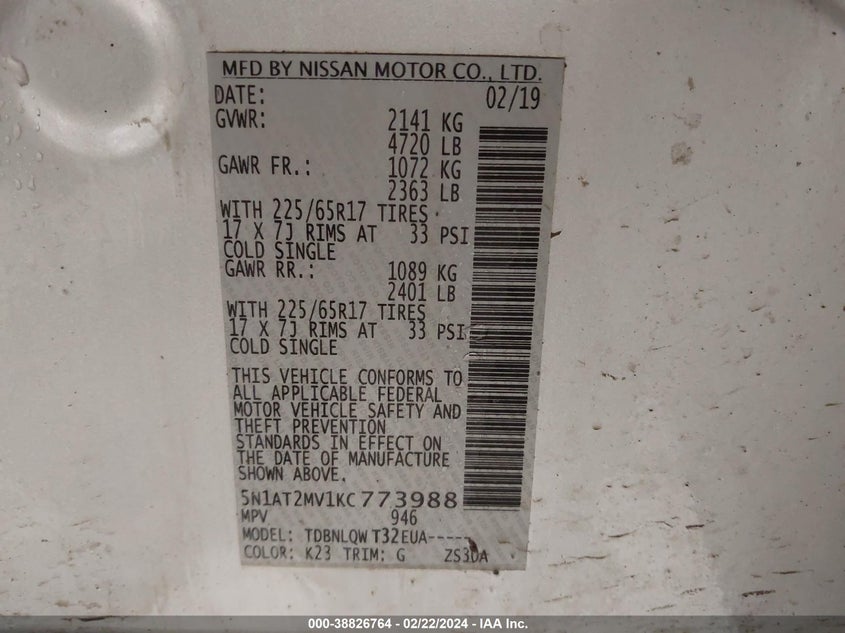 MFD BY NISSAN MOTOR CO., LTD.
DATE: 02/19
GVWR: 2141 KG
4720 LB
GAWR FR.: 1072 KG
2363 LB
WITH 225/65R17 TIRES
17 X 7J RIMS AT 33 PSI
COLD SINGLE
GAWR RR.: 1089 KG
2401 LB
WITH 225/65R17 TIRES
17 X 7J RIMS AT 33 PSI
COLD SINGLE
THIS VEHICLE CONFORMS TO
ALL APPLICABLE FEDERAL
MOTOR VEHICLE SAFETY AND
THEFT PREVENTION
STANDARDS IN EFFECT ON
THE DATE OF MANUFACTURE
SHOWN ABOVE.
5N1AT2MV1KC773988
MPV 946
MODEL: TDBNLQW T32EUA-----
COLOR: K23 TRIM: G ZS3DA
000-38826764 - 02/22/2024 - IAA Inc.